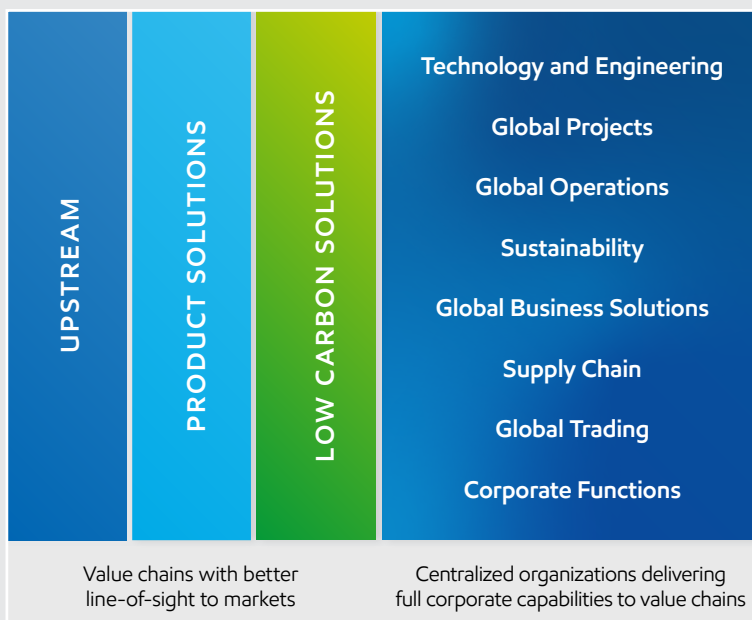 UPSTREAM
PRODUCT SOLUTIONS
LOW CARBON SOLUTIONS
Technology and Engineering
Global Projects
Global Operations
Sustainability
Global Business Solutions
Supply Chain
Global Trading
Corporate Functions
Value chains with better
line-of-sight to markets
Centralized organizations delivering
full corporate capabilities to value chains